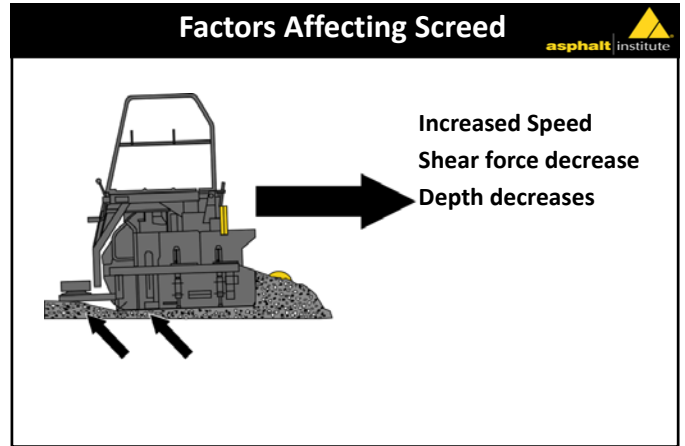 Factors Affecting Screed
asphalt institute
Increased Speed
Shear force decrease
Depth decreases